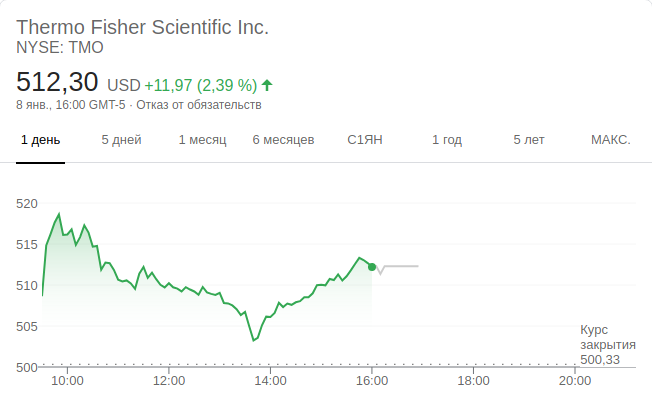 Thermo Fisher Scientific Inc.
NYSE: TMO
512,30 USD +11,97 (2,39 %)
8 янв., 16:00 GMT-5 · Отказ от обязательств
1 день 5 дней 1 месяц 6 месяцев С1ЯН 1 год 5 лет МАКС.
520
515
510
505
500
Курс
закрытия
500,33
10:00 12:00 14:00 16:00 18:00 20:00